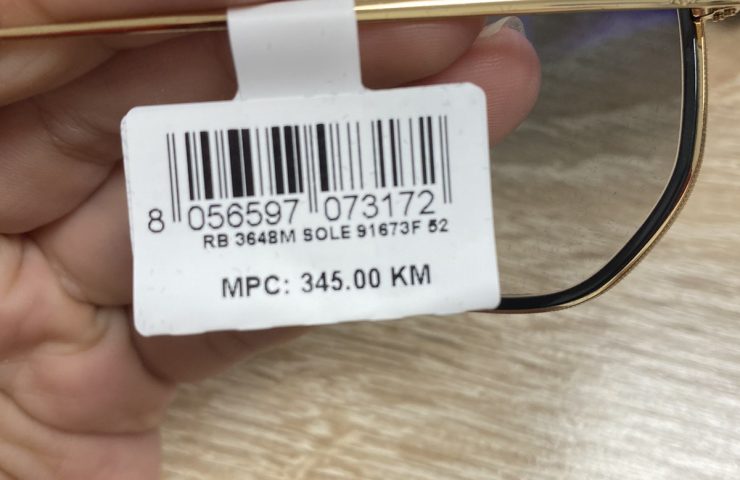 8 056597 073172
RB 3648M SOLE 91673F 52
MPC: 345.00 KM